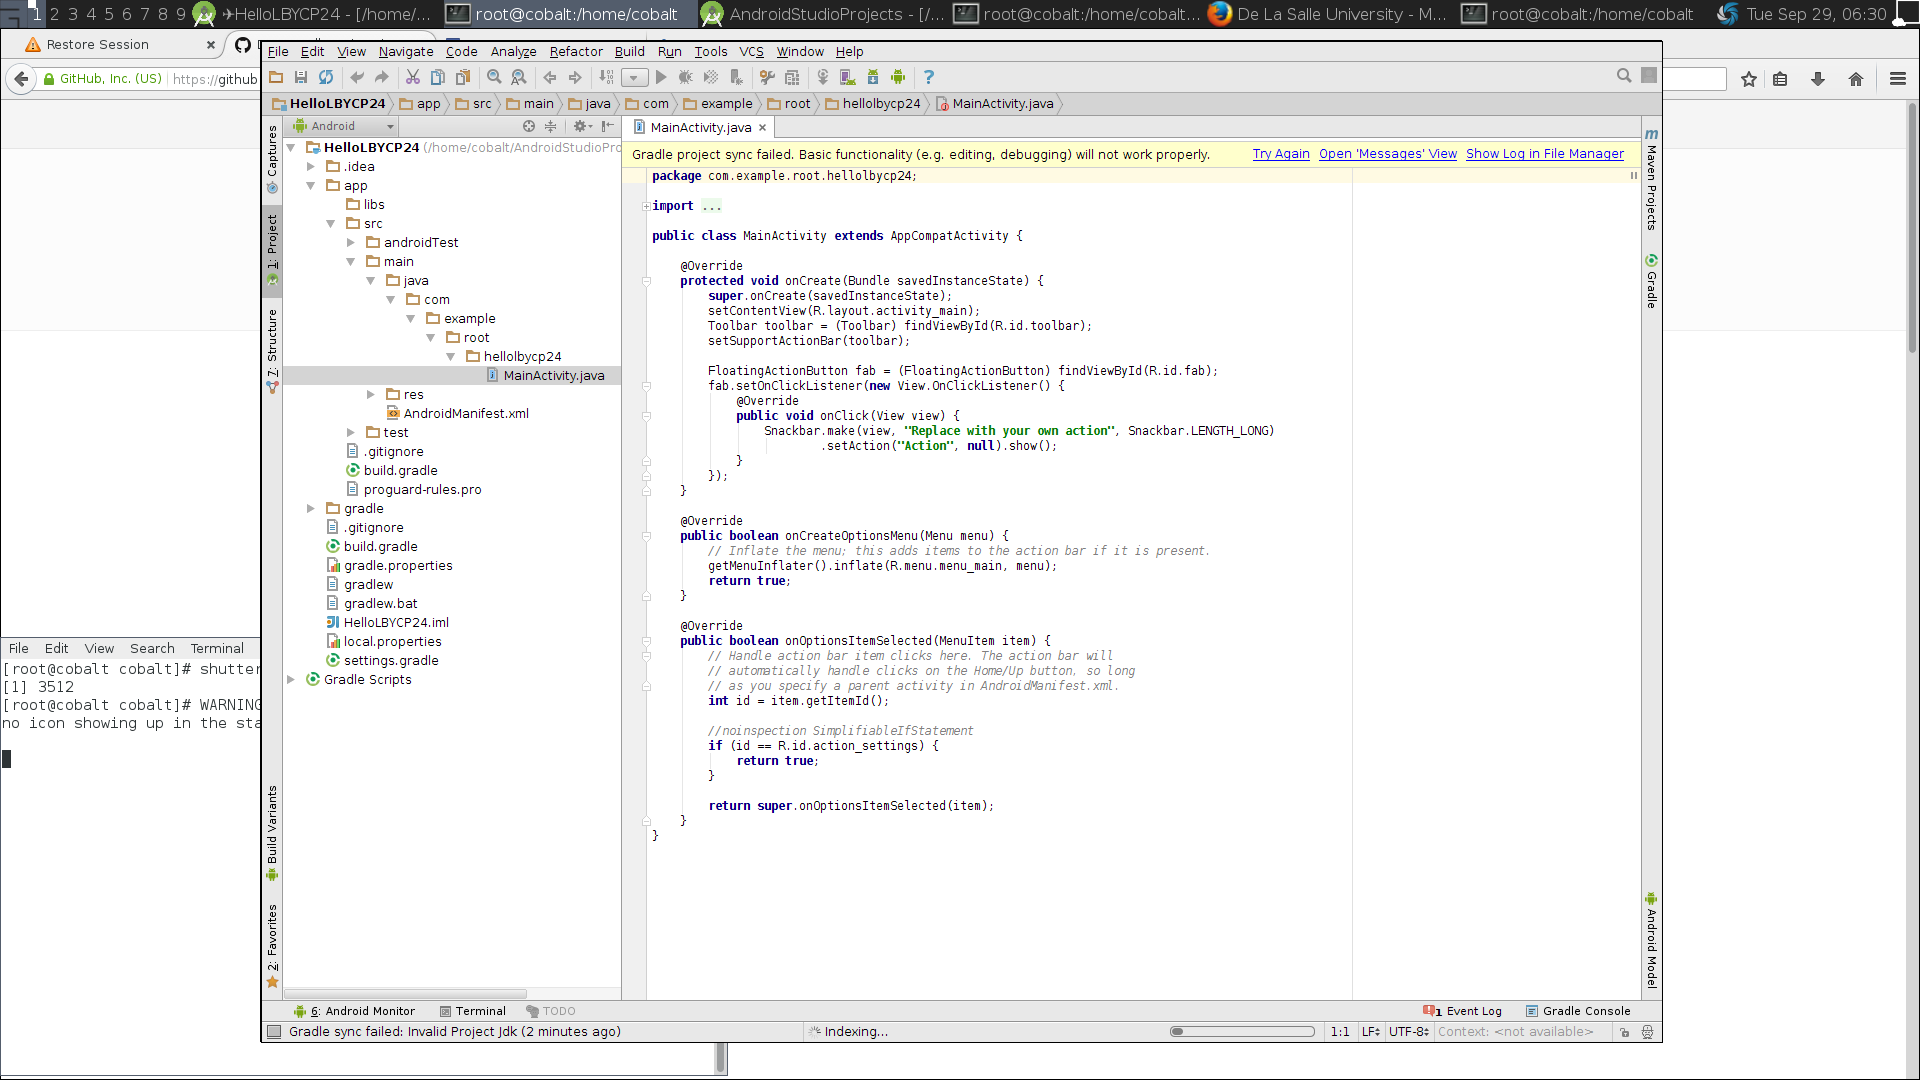 1 2 3 4 5 6 7 8 9 ✈HelloLBYCP24 - [/home/... root@cobalt:/home/cobalt AndroidStudioProjects - [/... root@cobalt:/home/cobalt... De La Salle University - M... root@cobalt:/home/cobalt Tue Sep 29, 06:30
Restore Session
GitHub, Inc. (US) https://github
File Edit View Navigate Code Analyze Refactor Build Run Tools VCS Window Help
HelloLBYCP24 app src main java com example root hellolbycp24 MainActivity.java
Captures
1: Project
7: Structure
Build Variants
2: Favorites
Android
HelloLBYCP24 (/home/cobalt/AndroidStudioPro
.idea
app
libs
src
androidTest
main
java
com
example
root
hellolbycp24
MainActivity.java
res
AndroidManifest.xml
test
.gitignore
build.gradle
proguard-rules.pro
gradle
.gitignore
build.gradle
gradle.properties
gradlew
gradlew.bat
HelloLBYCP24.iml
local.properties
settings.gradle
Gradle Scripts
MainActivity.java
Gradle project sync failed. Basic functionality (e.g. editing, debugging) will not work properly. Try Again Open 'Messages' View Show Log in File Manager
package com.example.root.hellolbycp24;
import ...
public class MainActivity extends AppCompatActivity {
@Override
protected void onCreate(Bundle savedInstanceState) {
super.onCreate(savedInstanceState);
setContentView(R.layout.activity_main);
Toolbar toolbar = (Toolbar) findViewById(R.id.toolbar);
setSupportActionBar(toolbar);
FloatingActionButton fab = (FloatingActionButton) findViewById(R.id.fab);
fab.setOnClickListener(new View.OnClickListener() {
@Override
public void onClick(View view) {
Snackbar.make(view, "Replace with your own action", Snackbar.LENGTH_LONG)
.setAction("Action", null).show();
}
});
}
@Override
public boolean onCreateOptionsMenu(Menu menu) {
// Inflate the menu; this adds items to the action bar if it is present.
getMenuInflater().inflate(R.menu.menu_main, menu);
return true;
}
@Override
public boolean onOptionsItemSelected(MenuItem item) {
// Handle action bar item clicks here. The action bar will
// automatically handle clicks on the Home/Up button, so long
// as you specify a parent activity in AndroidManifest.xml.
int id = item.getItemId();
//noinspection SimplifiableIfStatement
if (id == R.id.action_settings) {
return true;
}
return super.onOptionsItemSelected(item);
}
}
Maven Projects
Gradle
Android Model
File Edit View Search Terminal
[root@cobalt cobalt]# shutter
[1] 3512
[root@cobalt cobalt]# WARNING
no icon showing up in the sta
6: Android Monitor Terminal TODO 1 Event Log Gradle Console
Gradle sync failed: Invalid Project Jdk (2 minutes ago) Indexing... 1:1 LF UTF-8 Context: <not available>